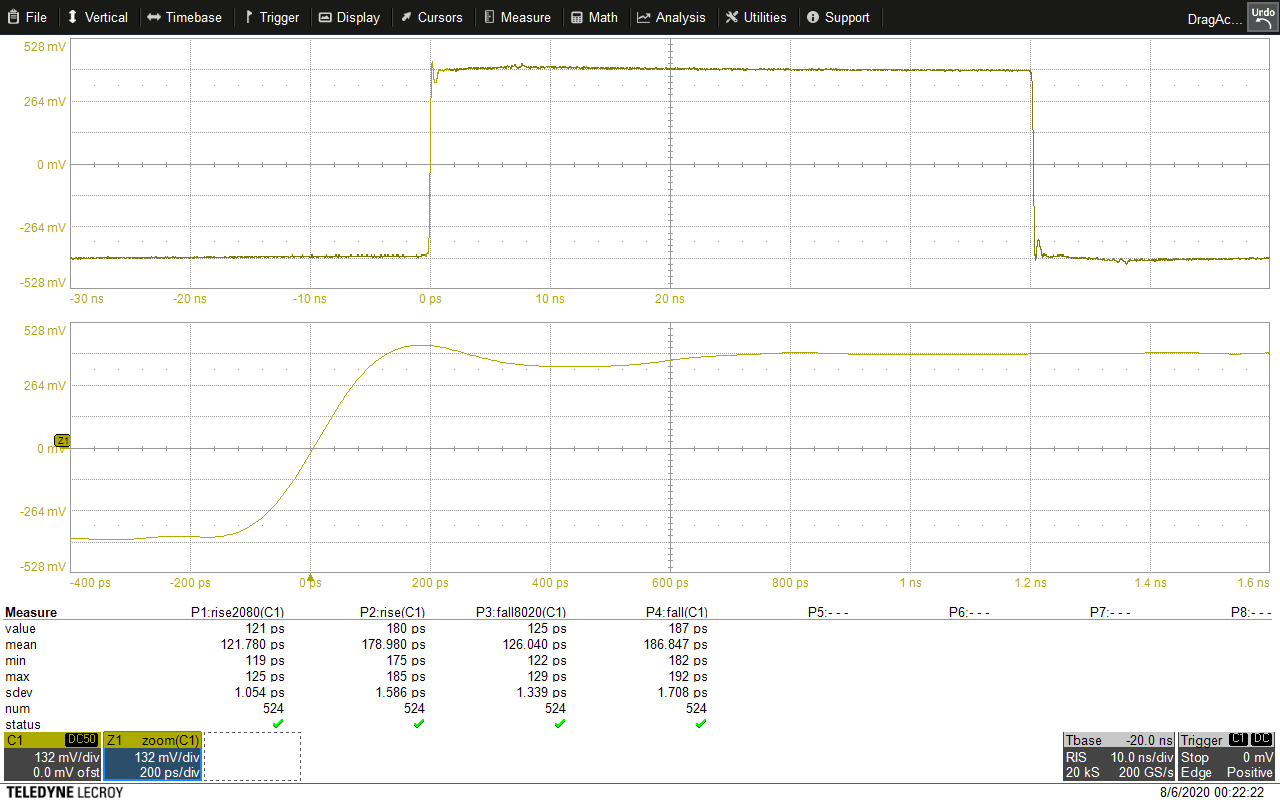 File Vertical Timebase Trigger Display Cursors Measure Math Analysis Utilities Support DragAc... Undo
528 mV
264 mV
0 mV
-264 mV
-528 mV
-30 ns -20 ns -10 ns 0 ps 10 ns 20 ns
528 mV
264 mV
Z1
0 mV
-264 mV
-528 mV
-400 ps -200 ps 0 ps 200 ps 400 ps 600 ps 800 ps 1 ns 1.2 ns 1.4 ns 1.6 ns
Measure P1:rise2080(C1) P2:rise(C1) P3:fall8020(C1) P4:fall(C1) P5:- - - P6:- - - P7:- - - P8:- - -
value 121 ps 180 ps 125 ps 187 ps
mean 121.780 ps 178.980 ps 126.040 ps 186.847 ps
min 119 ps 175 ps 122 ps 182 ps
max 125 ps 185 ps 129 ps 192 ps
sdev 1.054 ps 1.586 ps 1.339 ps 1.708 ps
num 524 524 524 524
status
C1 DC50 Z1 zoom(C1) Tbase -20.0 ns Trigger C1 DC
132 mV/div 132 mV/div RIS 10.0 ns/div Stop 0 mV
0.0 mV ofst 200 ps/div 20 kS 200 GS/s Edge Positive
TELEDYNE LECROY 8/6/2020 00:22:22